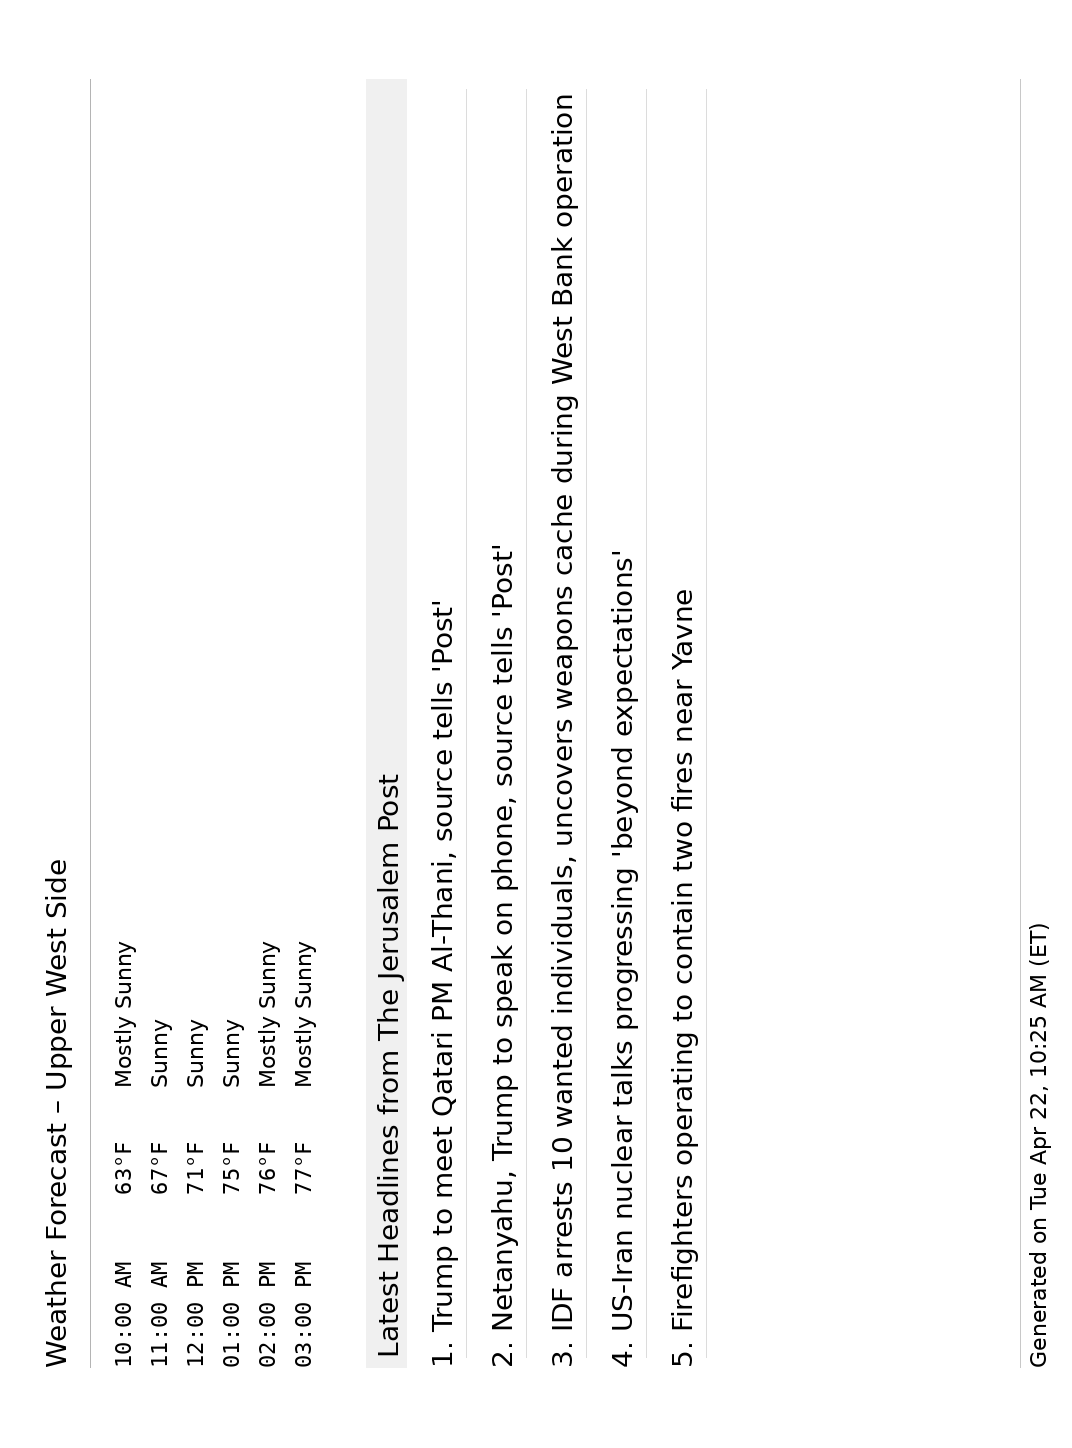 Weather Forecast – Upper West Side
10:00 AM 63°F Mostly Sunny
11:00 AM 67°F Sunny
12:00 PM 71°F Sunny
01:00 PM 75°F Sunny
02:00 PM 76°F Mostly Sunny
03:00 PM 77°F Mostly Sunny
Latest Headlines from The Jerusalem Post
1. Trump to meet Qatari PM Al-Thani, source tells 'Post'
2. Netanyahu, Trump to speak on phone, source tells 'Post'
3. IDF arrests 10 wanted individuals, uncovers weapons cache during West Bank operation
4. US-Iran nuclear talks progressing 'beyond expectations'
5. Firefighters operating to contain two fires near Yavne
Generated on Tue Apr 22, 10:25 AM (ET)